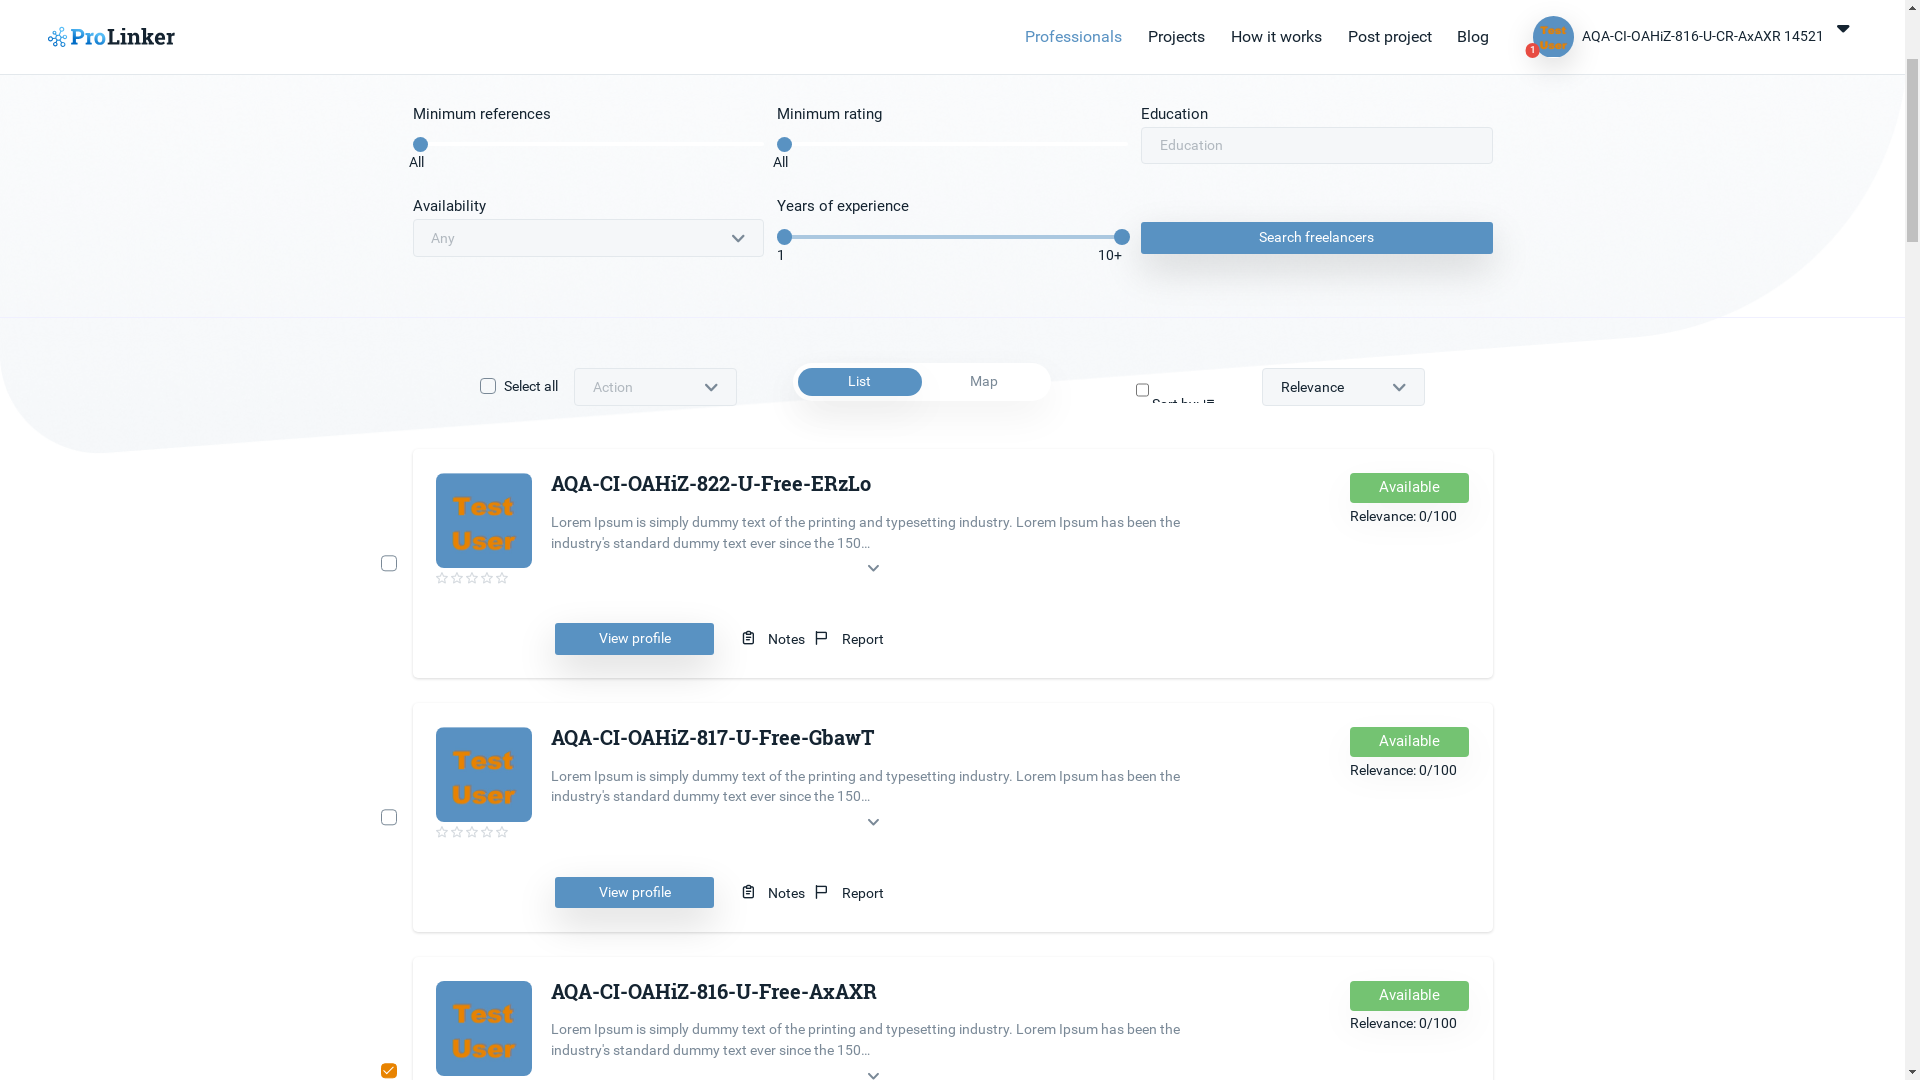 ProLinker
Professionals
Projects
How it works
Post project
Blog
Test
User
1
AQA-CI-OAHiZ-816-U-CR-AxAXR 14521
Minimum references
Minimum rating
Education
Education
All
All
Availability
Years of experience
Any
Search freelancers
1
10+
Select all
Action
List
Map
Sort by:
Relevance
Test
User
AQA-CI-OAHiZ-822-U-Free-ERzLo
Lorem Ipsum is simply dummy text of the printing and typesetting industry. Lorem Ipsum has been the
industry's standard dummy text ever since the 150...
Available
Relevance: 0/100
View profile
Notes
Report
Test
User
AQA-CI-OAHiZ-817-U-Free-GbawT
Lorem Ipsum is simply dummy text of the printing and typesetting industry. Lorem Ipsum has been the
industry's standard dummy text ever since the 150...
Available
Relevance: 0/100
View profile
Notes
Report
Test
User
AQA-CI-OAHiZ-816-U-Free-AxAXR
Lorem Ipsum is simply dummy text of the printing and typesetting industry. Lorem Ipsum has been the
industry's standard dummy text ever since the 150...
Available
Relevance: 0/100